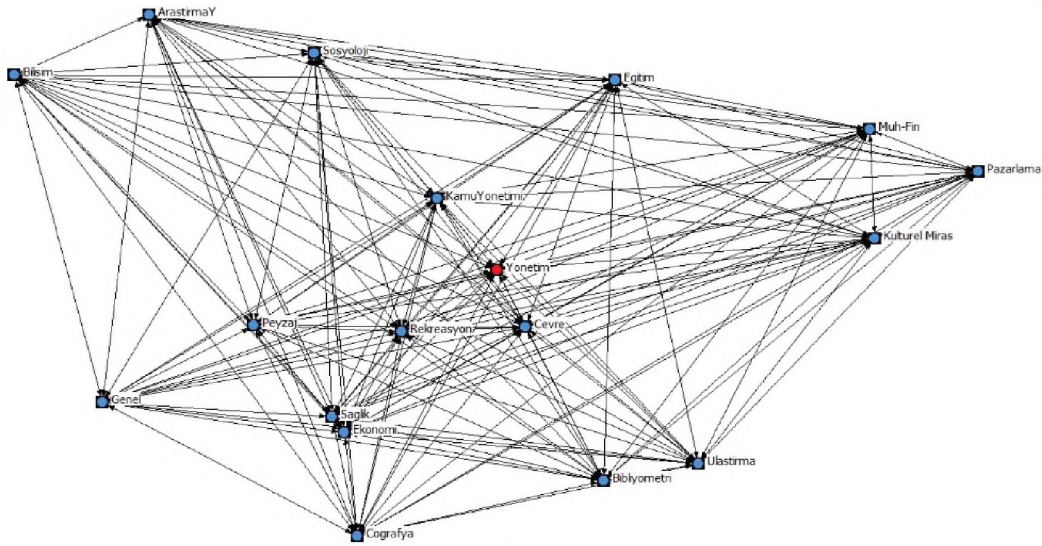 ArastirmaY
Sosyoloji
Bilisim
Egitim
Muh-Fin
Pazarlama
KamuYonetimi
Kulturel Miras
Yonetim
Peyzaj
Rekreasyon
Cevre
Genel
Saglik
Ekonomi
Ulastirma
Bibliyometri
Cografya